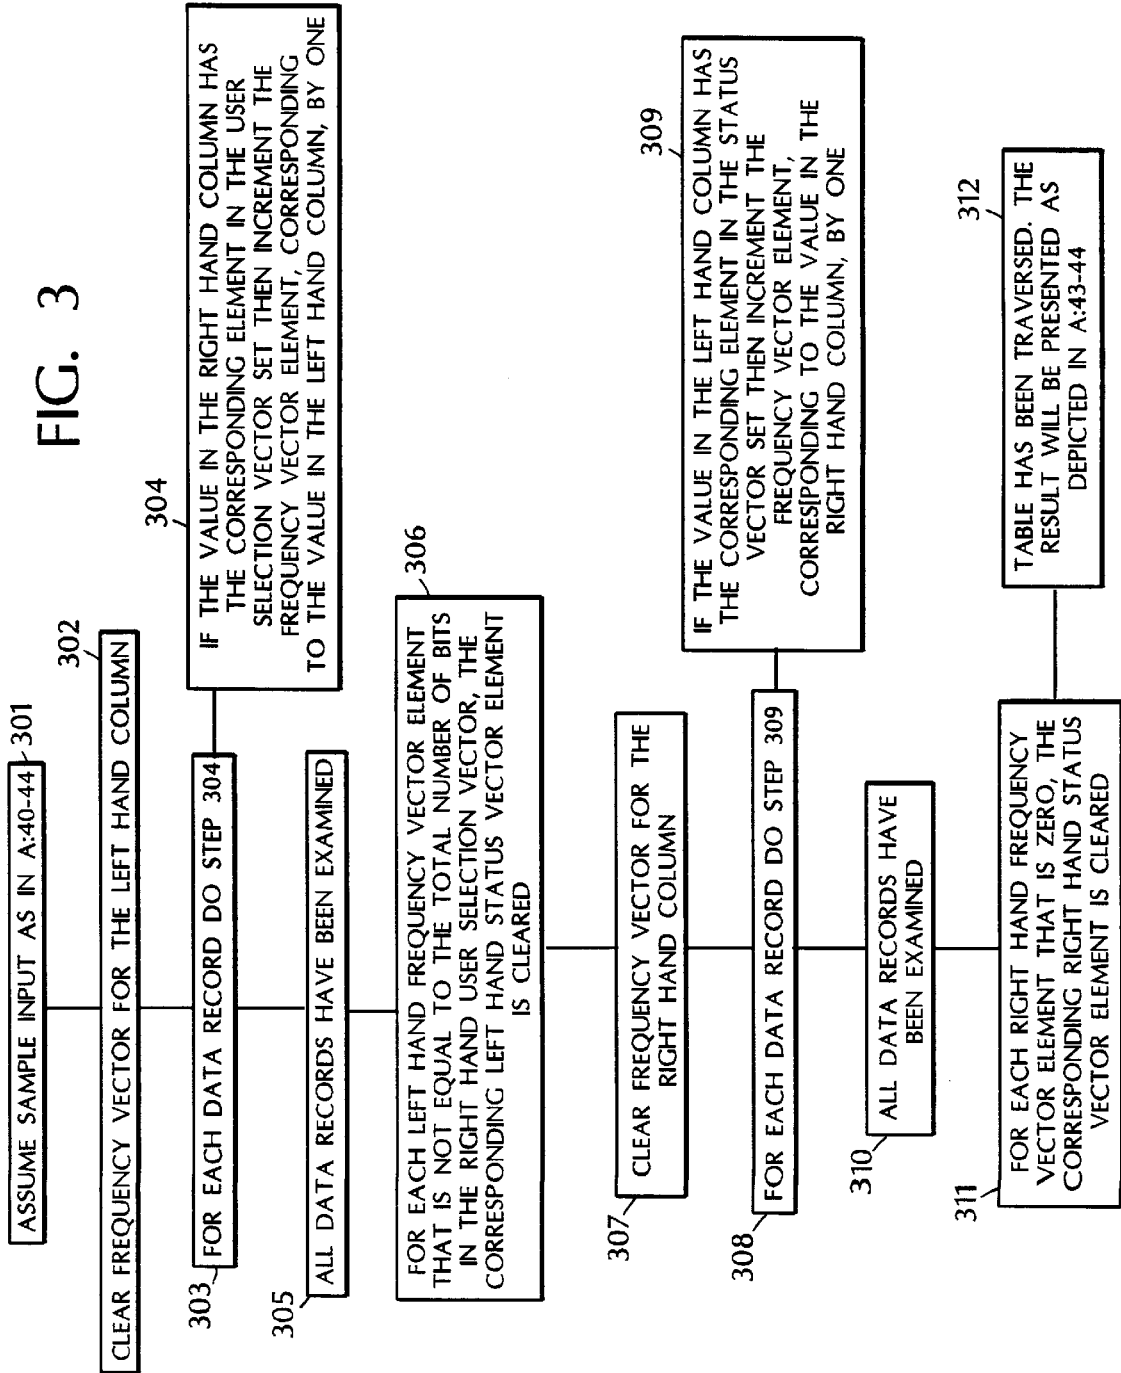 FIG. 3
301
ASSUME SAMPLE INPUT AS IN A:40-44
302
CLEAR FREQUENCY VECTOR FOR THE LEFT HAND COLUMN
303
FOR EACH DATA RECORD DO STEP 304
304
IF THE VALUE IN THE RIGHT HAND COLUMN HAS
THE CORRESPONDING ELEMENT IN THE USER
SELECTION VECTOR SET THEN INCREMENT THE
FREQUENCY VECTOR ELEMENT, CORRESPONDING
TO THE VALUE IN THE LEFT HAND COLUMN, BY ONE
305
ALL DATA RECORDS HAVE BEEN EXAMINED
306
FOR EACH LEFT HAND FREQUENCY VECTOR ELEMENT
THAT IS NOT EQUAL TO THE TOTAL NUMBER OF BITS
IN THE RIGHT HAND USER SELECTION VECTOR, THE
CORRESPONDING LEFT HAND STATUS VECTOR ELEMENT
IS CLEARED
307
CLEAR FREQUENCY VECTOR FOR THE
RIGHT HAND COLUMN
308
FOR EACH DATA RECORD DO STEP 309
309
IF THE VALUE IN THE LEFT HAND COLUMN HAS
THE CORRESPONDING ELEMENT IN THE STATUS
VECTOR SET THEN INCREMENT THE
FREQUENCY VECTOR ELEMENT,
CORRESPONDING TO THE VALUE IN THE
RIGHT HAND COLUMN, BY ONE
310
ALL DATA RECORDS HAVE
BEEN EXAMINED
311
FOR EACH RIGHT HAND FREQUENCY
VECTOR ELEMENT THAT IS ZERO, THE
CORRESPONDING RIGHT HAND STATUS
VECTOR ELEMENT IS CLEARED
312
TABLE HAS BEEN TRAVERSED. THE
RESULT WILL BE PRESENTED AS
DEPICTED IN A:43-44